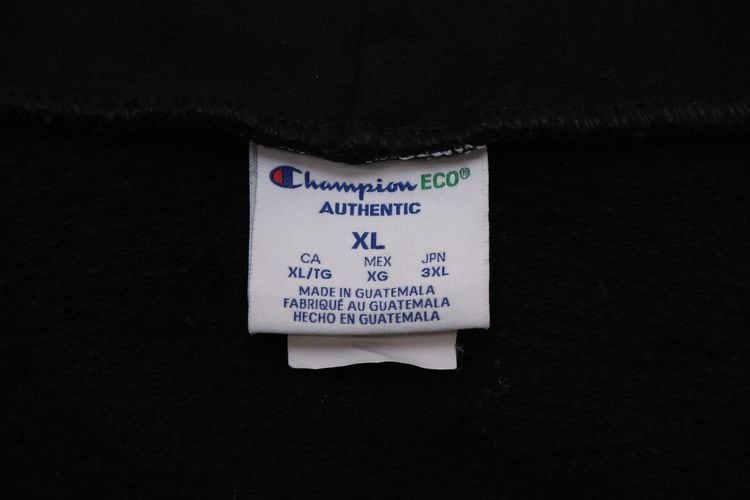 Champion ECO®
AUTHENTIC
XL
CA MEX JPN
XL/TG XG 3XL
MADE IN GUATEMALA
FABRIQUÉ AU GUATEMALA
HECHO EN GUATEMALA